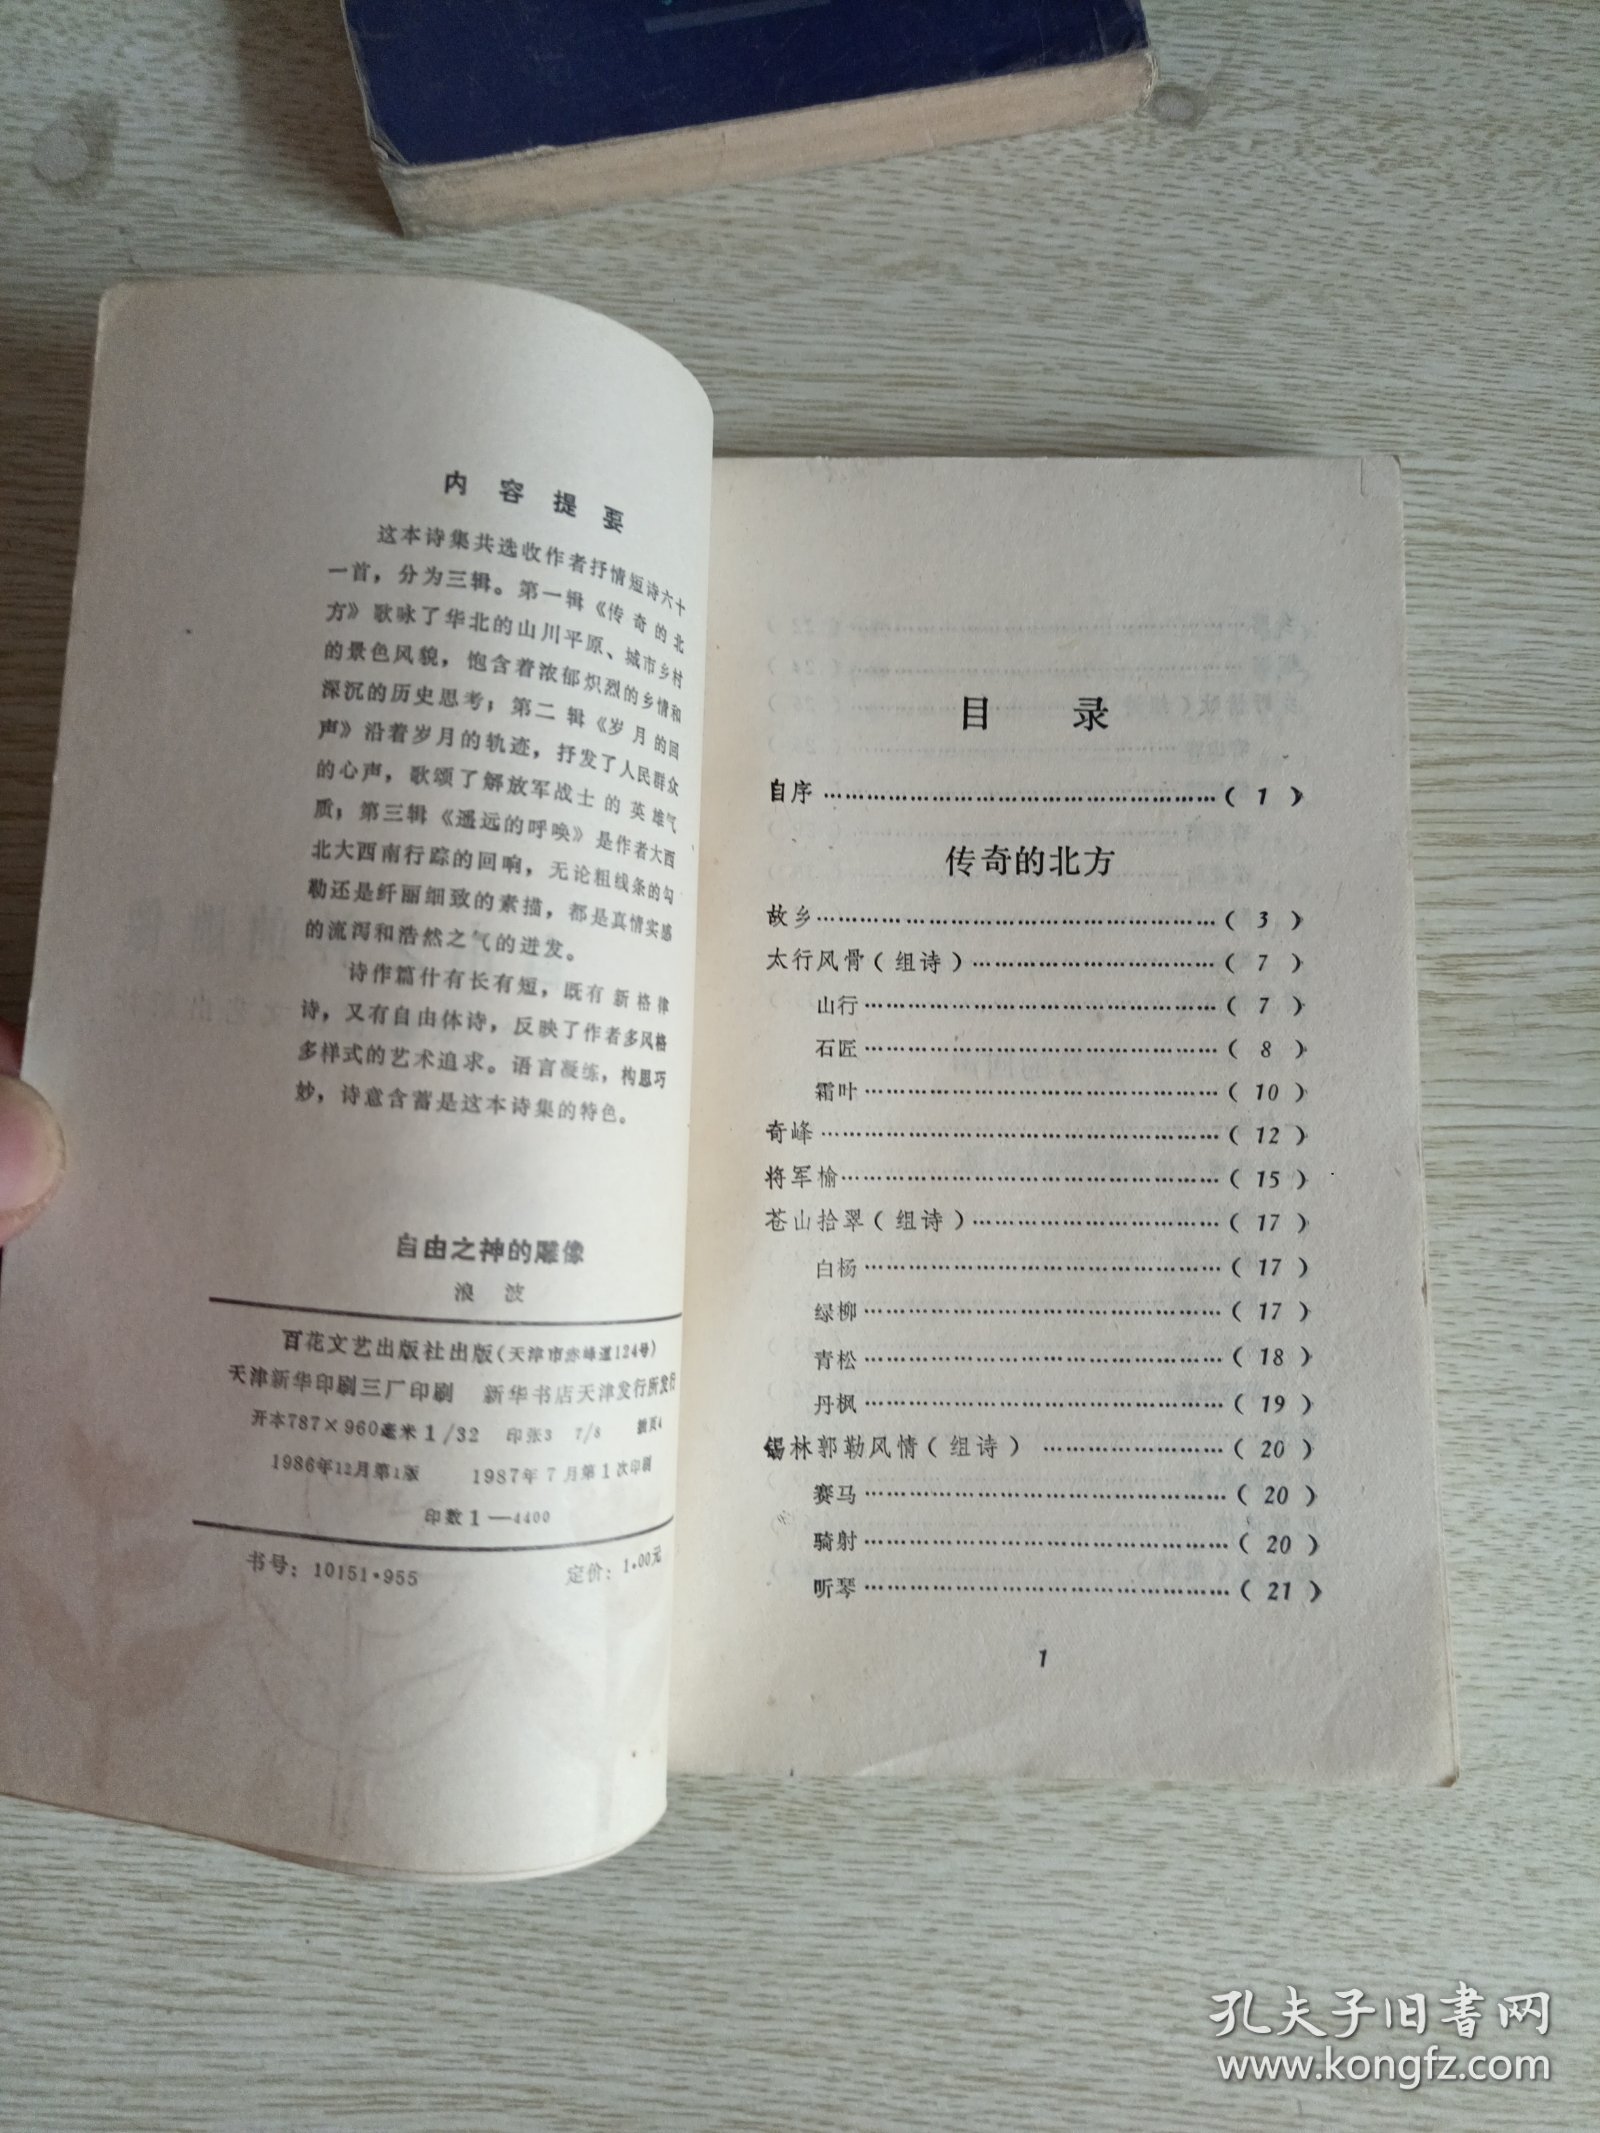 内容提要
这本诗集共选收作者抒情短诗六十
一首，分为三辑。第一辑《传奇的北
方》歌咏了华北的山川平原、城市乡村
的景色风貌，饱含着浓郁炽烈的乡情和
深沉的历史思考；第二辑《岁月的回
声》沿着岁月的轨迹，抒发了人民群众
的心声，歌颂了解放军战士的英雄气
质；第三辑《遥远的呼唤》是作者大西
北大西南行踪的回响，无论粗线条的勾
勒还是纤丽细致的素描，都是真情实感
的流泻和浩然之气的迸发。
诗作篇什有长有短，既有新格律
诗，又有自由体诗，反映了作者多风格
多样式的艺术追求。语言凝练，构思巧
妙，诗意含蓄是这本诗集的特色。
自由之神的雕像
浪波
百花文艺出版社出版（天津市赤峰道124号）
天津新华印刷三厂印刷 新华书店天津发行所发行
开本787×960毫米1/32 印张3 7/8 插页4
1986年12月第1版 1987年7月第1次印刷
印数1—4400
书号：10151·955 定价：1.00元
目录
自序……………………………………………（1）
传奇的北方
故乡……………………………………………（3）
太行风骨（组诗）…………………………（7）
山行………………………………………（7）
石匠………………………………………（8）
霜叶………………………………………（10）
奇峰……………………………………………（12）
将军榆…………………………………………（15）
苍山拾翠（组诗）…………………………（17）
白杨………………………………………（17）
绿柳………………………………………（17）
青松………………………………………（18）
丹枫………………………………………（19）
锡林郭勒风情（组诗）……………………（20）
赛马………………………………………（20）
骑射………………………………………（20）
听琴………………………………………（21）
1
孔夫子旧书网
www.kongfz.com